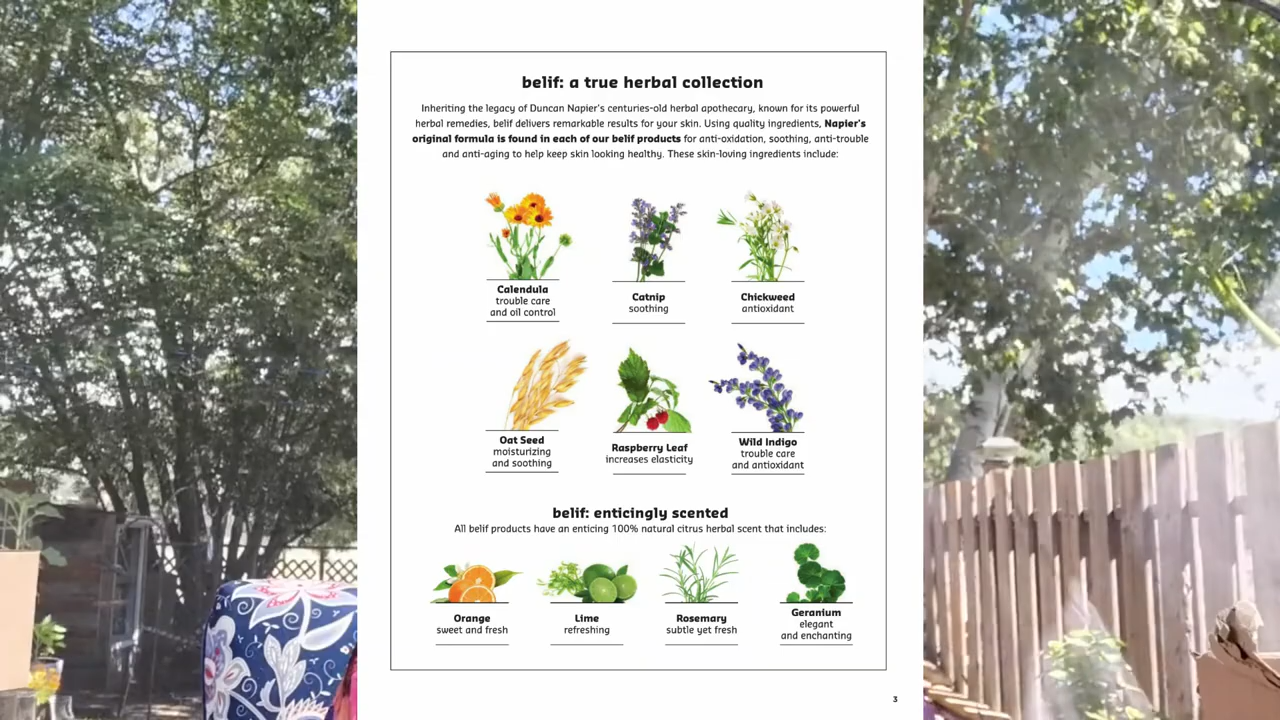 belif: a true herbal collection
Inheriting the legacy of Duncan Napier's centuries-old herbal apothecary, known for its powerful
herbal remedies, belif delivers remarkable results for your skin. Using quality ingredients, Napier's
original formula is found in each of our belif products for anti-oxidation, soothing, anti-trouble
and anti-aging to help keep skin looking healthy. These skin-loving ingredients include:
Calendula
trouble care
and oil control
Catnip
soothing
Chickweed
antioxidant
Oat Seed
moisturizing
and soothing
Raspberry Leaf
increases elasticity
Wild Indigo
trouble care
and antioxidant
belif: enticingly scented
All belif products have an enticing 100% natural citrus herbal scent that includes:
Orange
sweet and fresh
Lime
refreshing
Rosemary
subtle yet fresh
Geranium
elegant
and enchanting
3